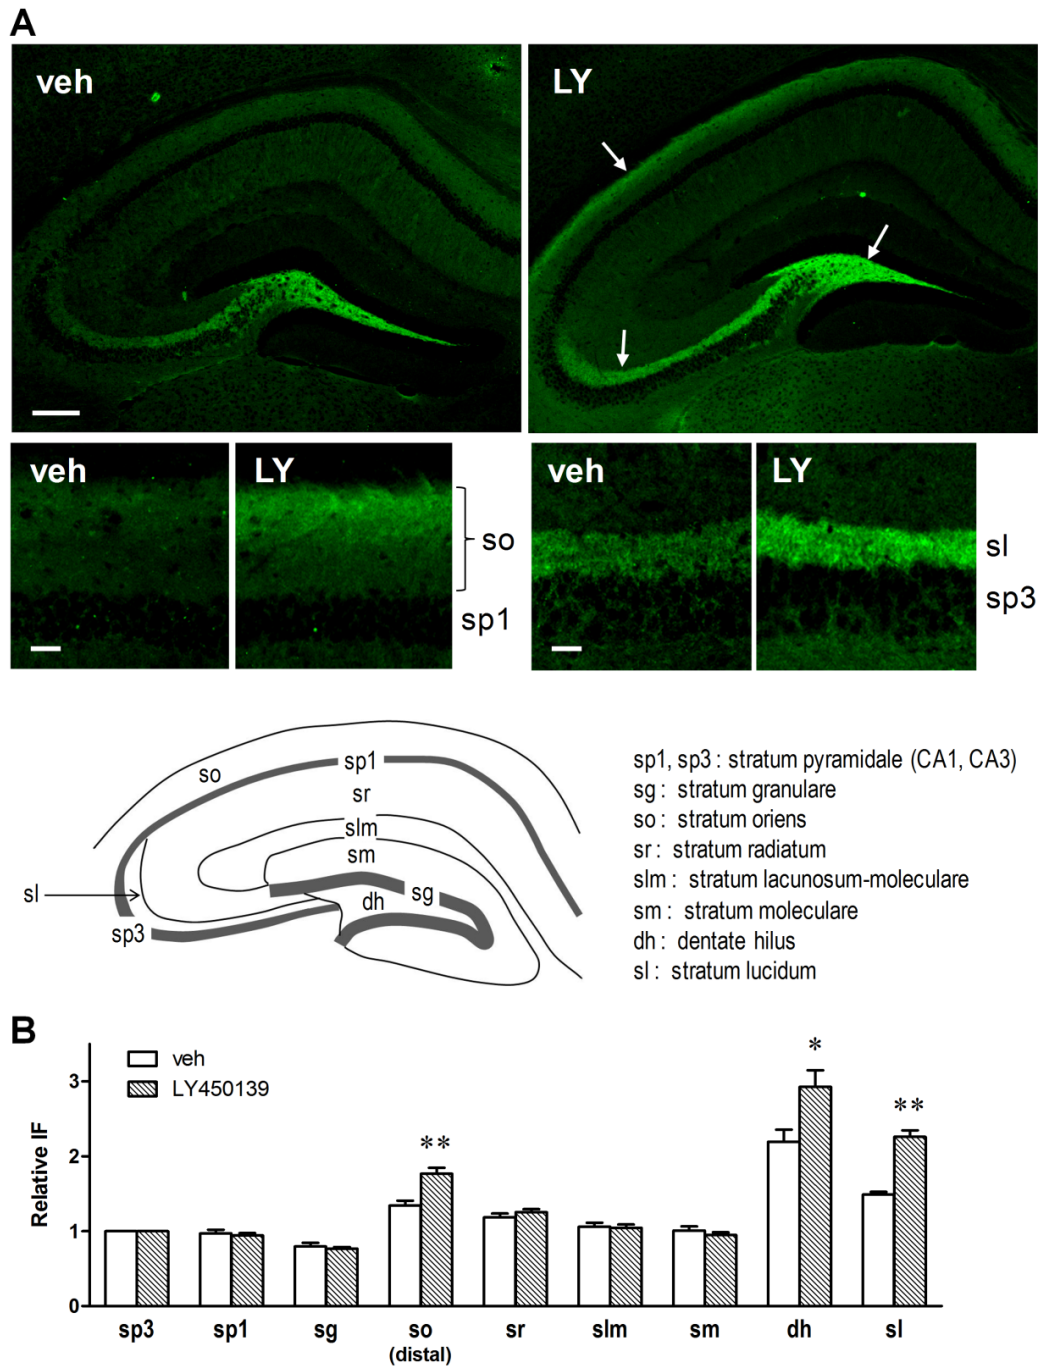 A
veh
LY
veh
LY
so
sp1
veh
LY
sl
sp3
so
sp1
sr
slm
sm
sg
dh
sl
sp3
sp1, sp3 : stratum pyramidale (CA1, CA3)
sg : stratum granulare
so : stratum oriens
sr : stratum radiatum
slm : stratum lacunosum-moleculare
sm : stratum moleculare
dh : dentate hilus
sl : stratum lucidum
B
veh
LY450139
Relative IF
3
2
1
0
**
*
**
sp3 sp1 sg so sr slm sm dh sl
(distal)